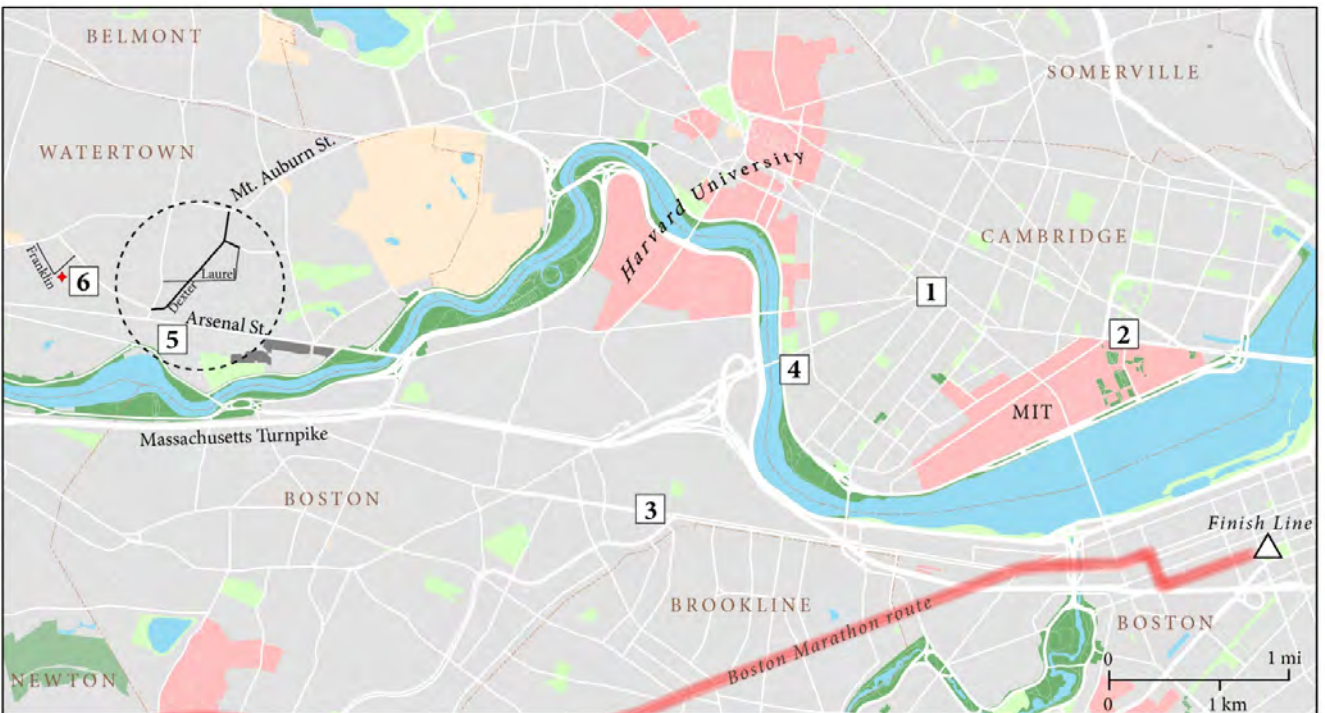 BELMONT
SOMERVILLE
WATERTOWN
Mt. Auburn St.
Harvard University
CAMBRIDGE
Franklin
6
Laurel
Dexter
1
Arsenal St.
5
2
4
MIT
Massachusetts Turnpike
BOSTON
3
Finish Line
BROOKLINE
Boston Marathon route
BOSTON
NEWTON
0 1 mi
0 1 km